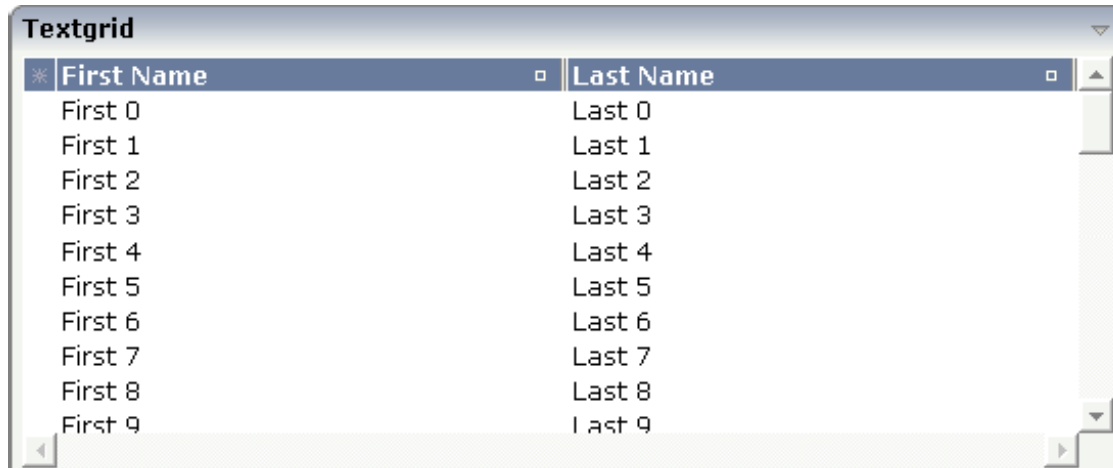 Textgrid
First Name Last Name
First 0 Last 0
First 1 Last 1
First 2 Last 2
First 3 Last 3
First 4 Last 4
First 5 Last 5
First 6 Last 6
First 7 Last 7
First 8 Last 8
First 9 Last 9